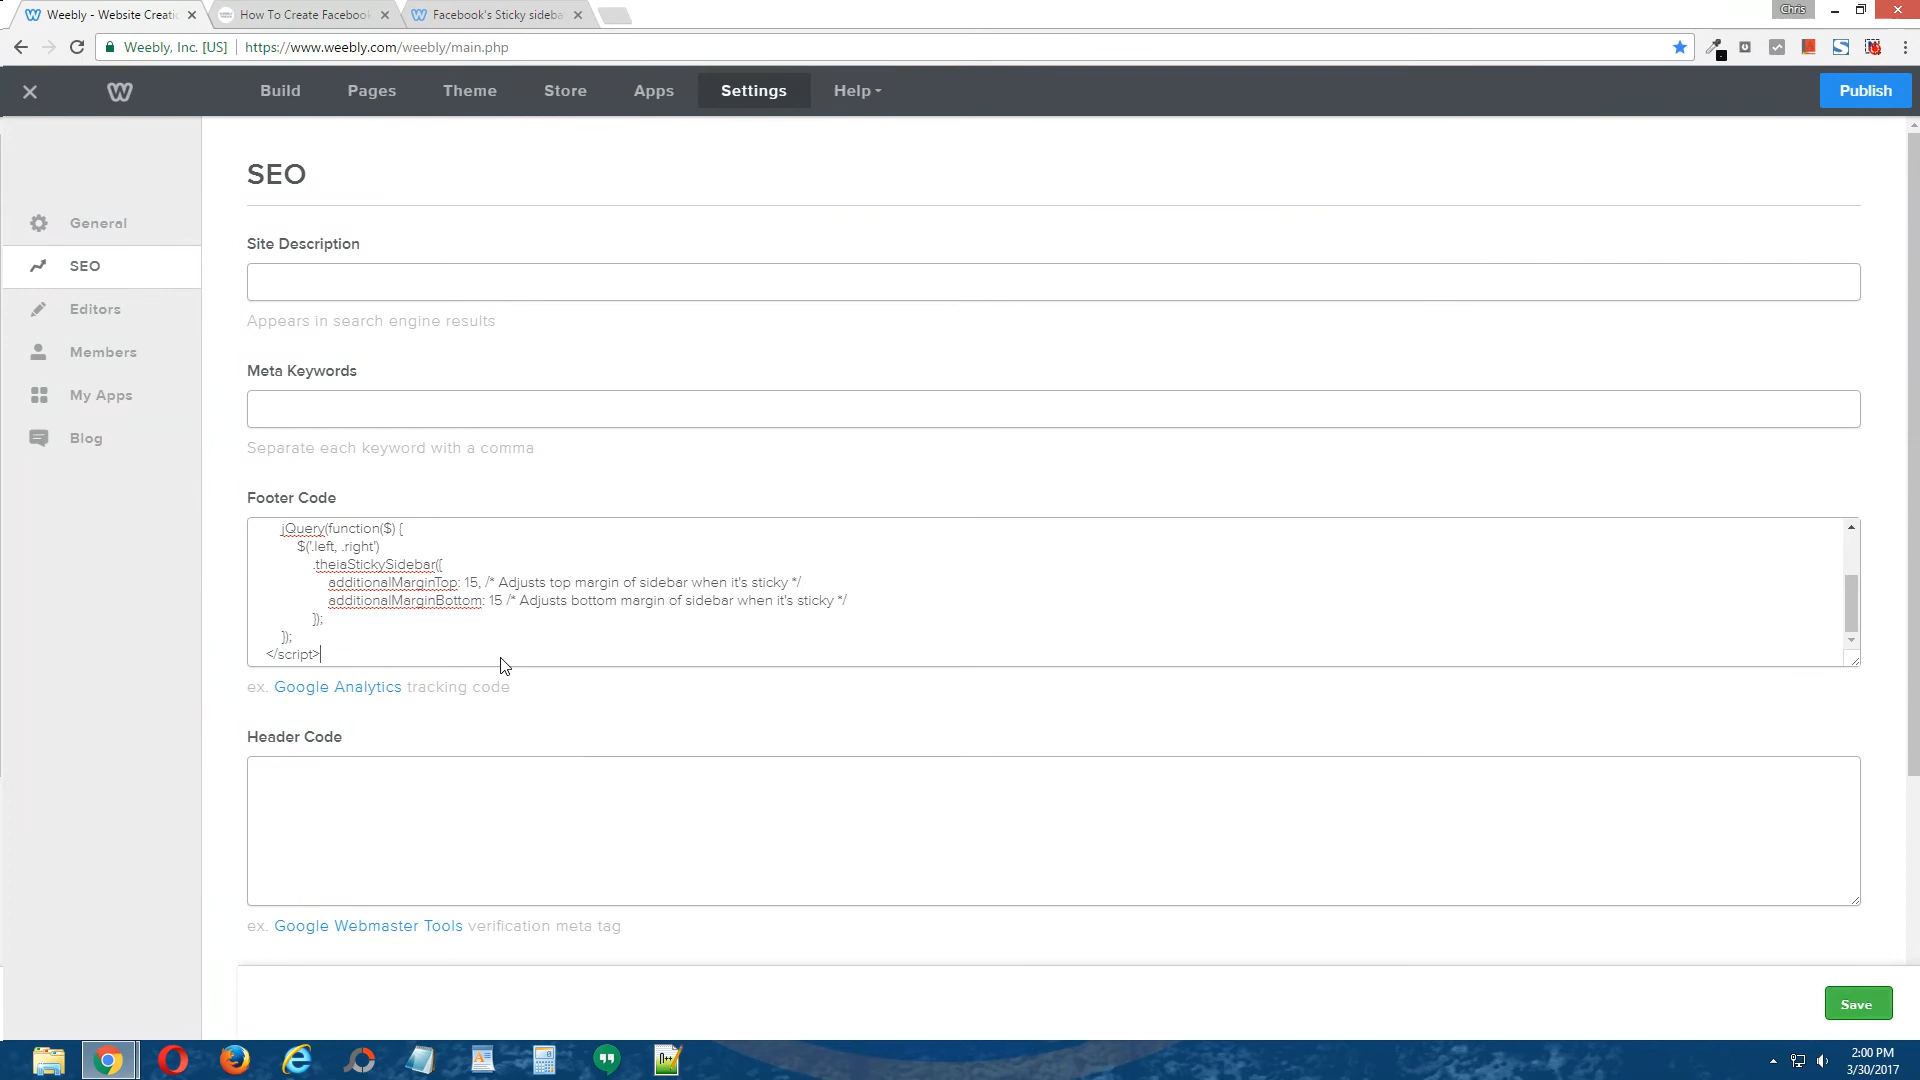 Weebly - Website Creati
How To Create Facebook
Facebook's Sticky sideba
Chris
Weebly, Inc. [US]
https://www.weebly.com/weebly/main.php
Build
Pages
Theme
Store
Apps
Settings
Help
Publish
General
SEO
Editors
Members
My Apps
Blog
SEO
Site Description
Appears in search engine results
Meta Keywords
Separate each keyword with a comma
Footer Code
jQuery(function($) {
$('.left, .right')
.theiaStickySidebar({
additionalMarginTop: 15, /* Adjusts top margin of sidebar when it's sticky */
additionalMarginBottom: 15 /* Adjusts bottom margin of sidebar when it's sticky */
});
});
</script>
ex. Google Analytics tracking code
Header Code
ex. Google Webmaster Tools verification meta tag
Save
2:00 PM
3/30/2017